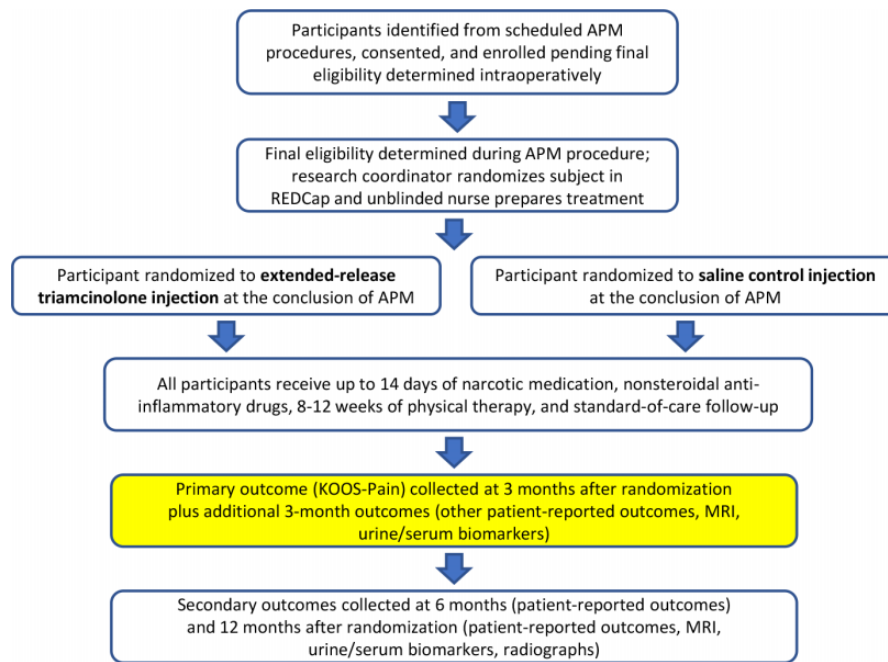 Participants identified from scheduled APM
procedures, consented, and enrolled pending final
eligibility determined intraoperatively
Final eligibility determined during APM procedure;
research coordinator randomizes subject in
REDCap and unblinded nurse prepares treatment
Participant randomized to extended-release
triamcinolone injection at the conclusion of APM
Participant randomized to saline control injection
at the conclusion of APM
All participants receive up to 14 days of narcotic medication, nonsteroidal anti-
inflammatory drugs, 8-12 weeks of physical therapy, and standard-of-care follow-up
Primary outcome (KOOS-Pain) collected at 3 months after randomization
plus additional 3-month outcomes (other patient-reported outcomes, MRI,
urine/serum biomarkers)
Secondary outcomes collected at 6 months (patient-reported outcomes)
and 12 months after randomization (patient-reported outcomes, MRI,
urine/serum biomarkers, radiographs)